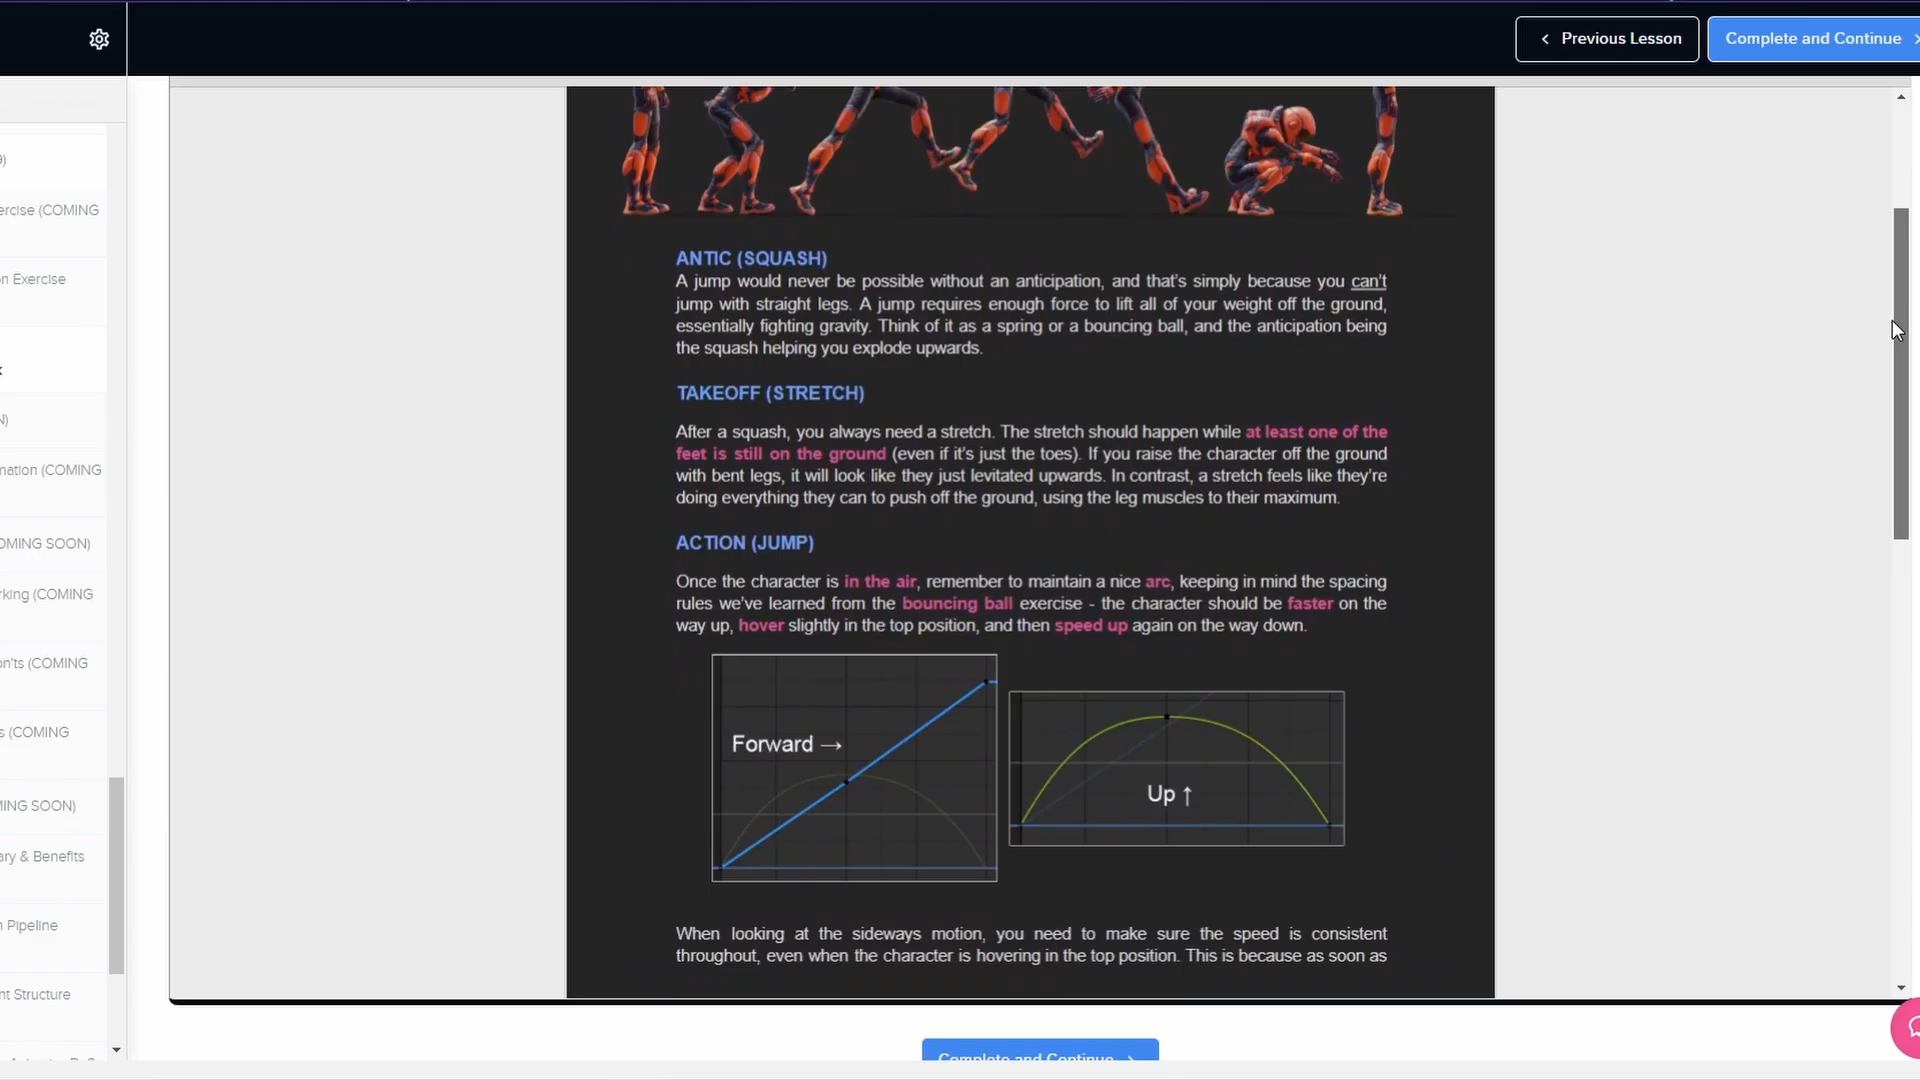 Previous Lesson
Complete and Continue
9)
ercise (COMING
n Exercise
N)
mation (COMING
OMING SOON)
rking (COMING
on'ts (COMING
s (COMING
MING SOON)
ary & Benefits
n Pipeline
nt Structure
ANTIC (SQUASH)
A jump would never be possible without an anticipation, and that's simply because you can't
jump with straight legs. A jump requires enough force to lift all of your weight off the ground,
essentially fighting gravity. Think of it as a spring or a bouncing ball, and the anticipation being
the squash helping you explode upwards.
TAKEOFF (STRETCH)
After a squash, you always need a stretch. The stretch should happen while at least one of the
feet is still on the ground (even if it's just the toes). If you raise the character off the ground
with bent legs, it will look like they just levitated upwards. In contrast, a stretch feels like they're
doing everything they can to push off the ground, using the leg muscles to their maximum.
ACTION (JUMP)
Once the character is in the air, remember to maintain a nice arc, keeping in mind the spacing
rules we've learned from the bouncing ball exercise - the character should be faster on the
way up, hover slightly in the top position, and then speed up again on the way down.
Forward →
Up ↑
When looking at the sideways motion, you need to make sure the speed is consistent
throughout, even when the character is hovering in the top position. This is because as soon as
Complete and Continue